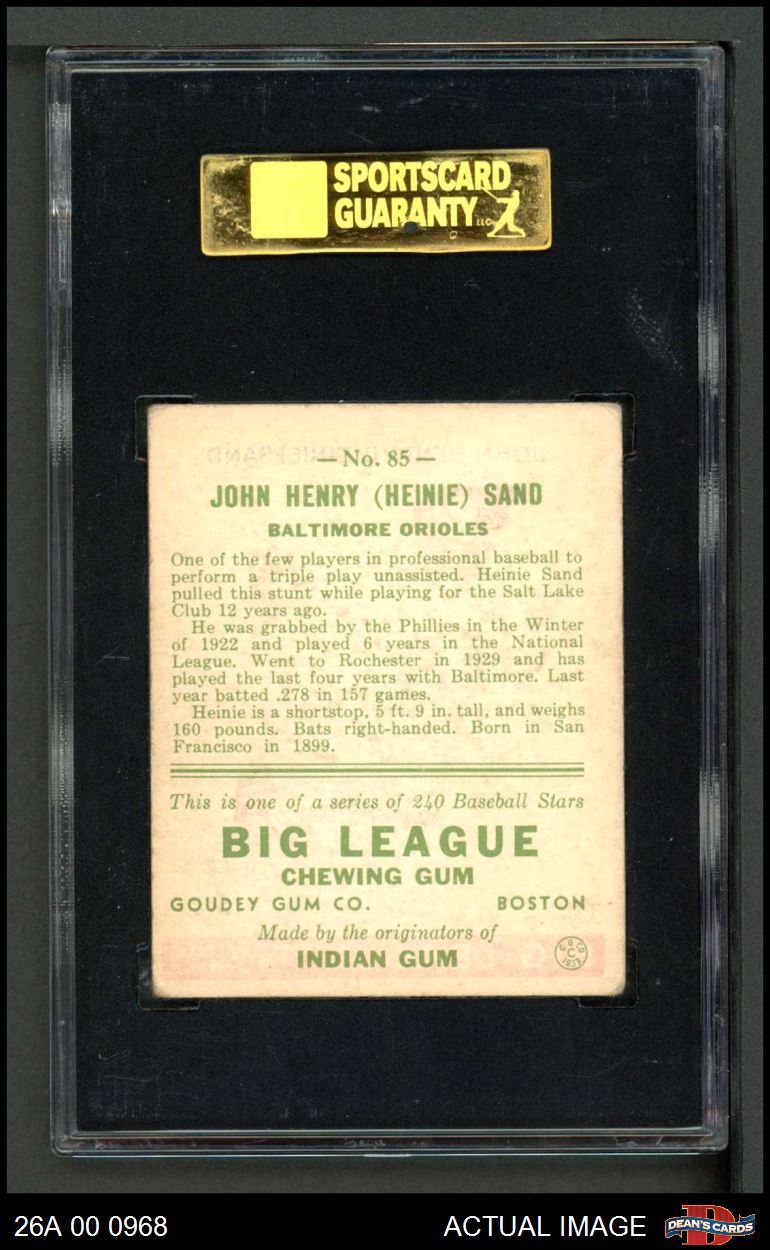 SPORTSCARD
GUARANTY LLC
— No. 85 —
JOHN HENRY (HEINIE) SAND
BALTIMORE ORIOLES
One of the few players in professional baseball to
perform a triple play unassisted. Heinie Sand
pulled this stunt while playing for the Salt Lake
Club 12 years ago.
He was grabbed by the Phillies in the Winter
of 1922 and played 6 years in the National
League. Went to Rochester in 1929 and has
played the last four years with Baltimore. Last
year batted .278 in 157 games.
Heinie is a shortstop, 5 ft. 9 in. tall, and weighs
160 pounds. Bats right-handed. Born in San
Francisco in 1899.
This is one of a series of 240 Baseball Stars
BIG LEAGUE
CHEWING GUM
GOUDEY GUM CO. BOSTON
Made by the originators of
INDIAN GUM
G G CO
C
1933
26A 00 0968 ACTUAL IMAGE DEAN'S CARDS